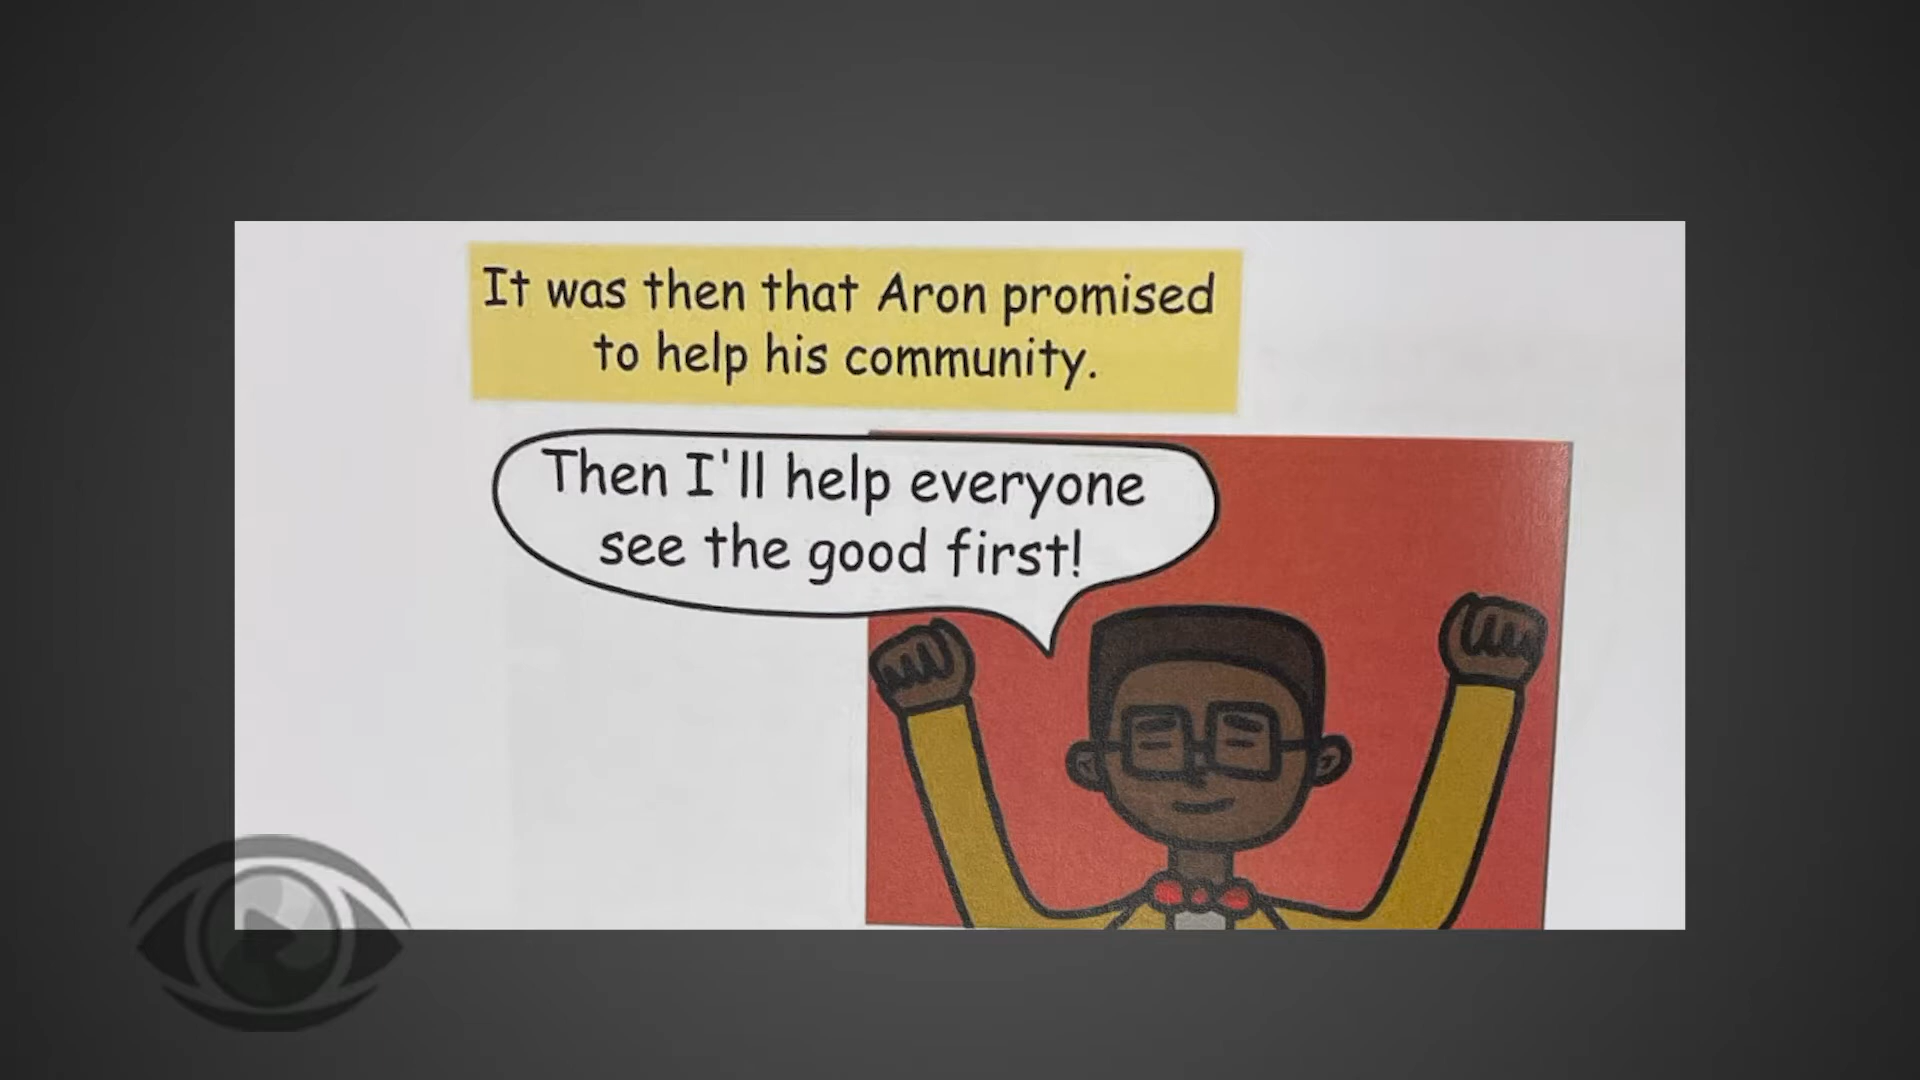 It was then that Aron promised
to help his community.
Then I'll help everyone
see the good first!